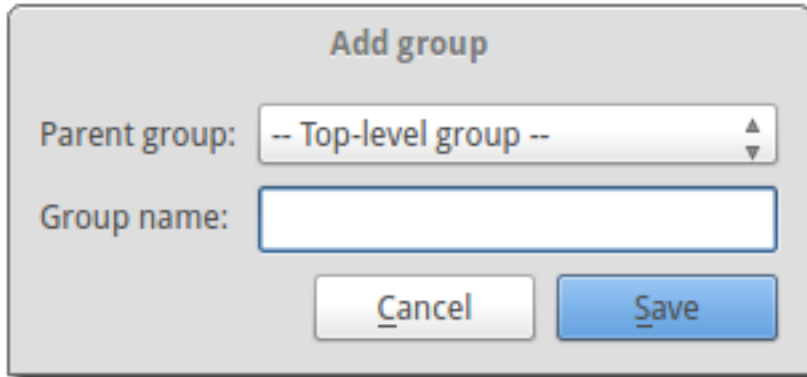 Add group
Parent group: -- Top-level group --
Group name:
Cancel Save